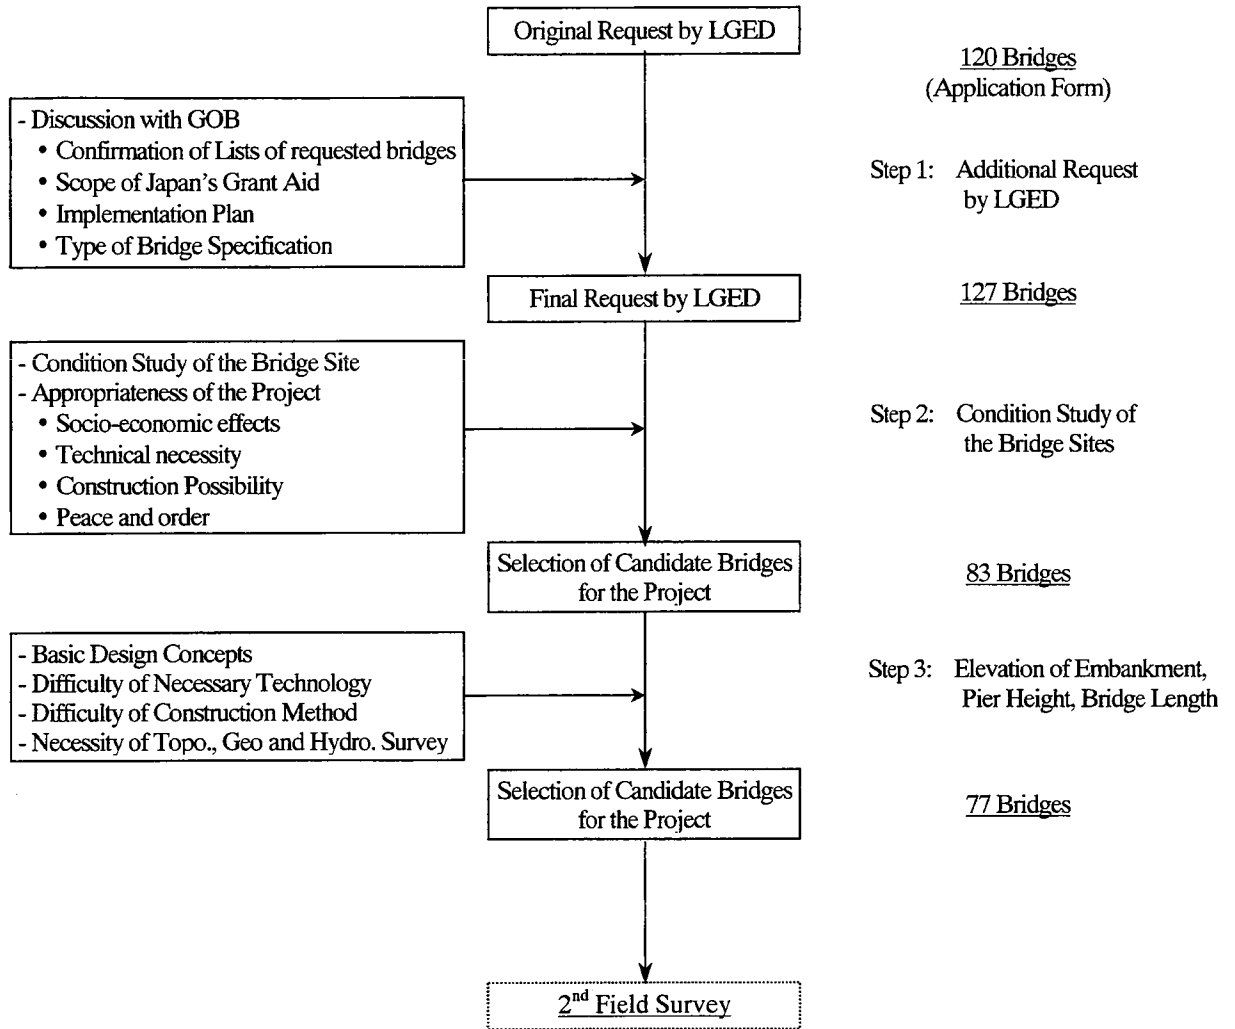 Original Request by LGED
120 Bridges
(Application Form)
- Discussion with GOB
• Confirmation of Lists of requested bridges
• Scope of Japan's Grant Aid
• Implementation Plan
• Type of Bridge Specification
Step 1: Additional Request
by LGED
Final Request by LGED
127 Bridges
- Condition Study of the Bridge Site
- Appropriateness of the Project
• Socio-economic effects
• Technical necessity
• Construction Possibility
• Peace and order
Step 2: Condition Study of
the Bridge Sites
Selection of Candidate Bridges
for the Project
83 Bridges
- Basic Design Concepts
- Difficulty of Necessary Technology
- Difficulty of Construction Method
- Necessity of Topo., Geo and Hydro. Survey
Step 3: Elevation of Embankment,
Pier Height, Bridge Length
Selection of Candidate Bridges
for the Project
77 Bridges
2nd Field Survey